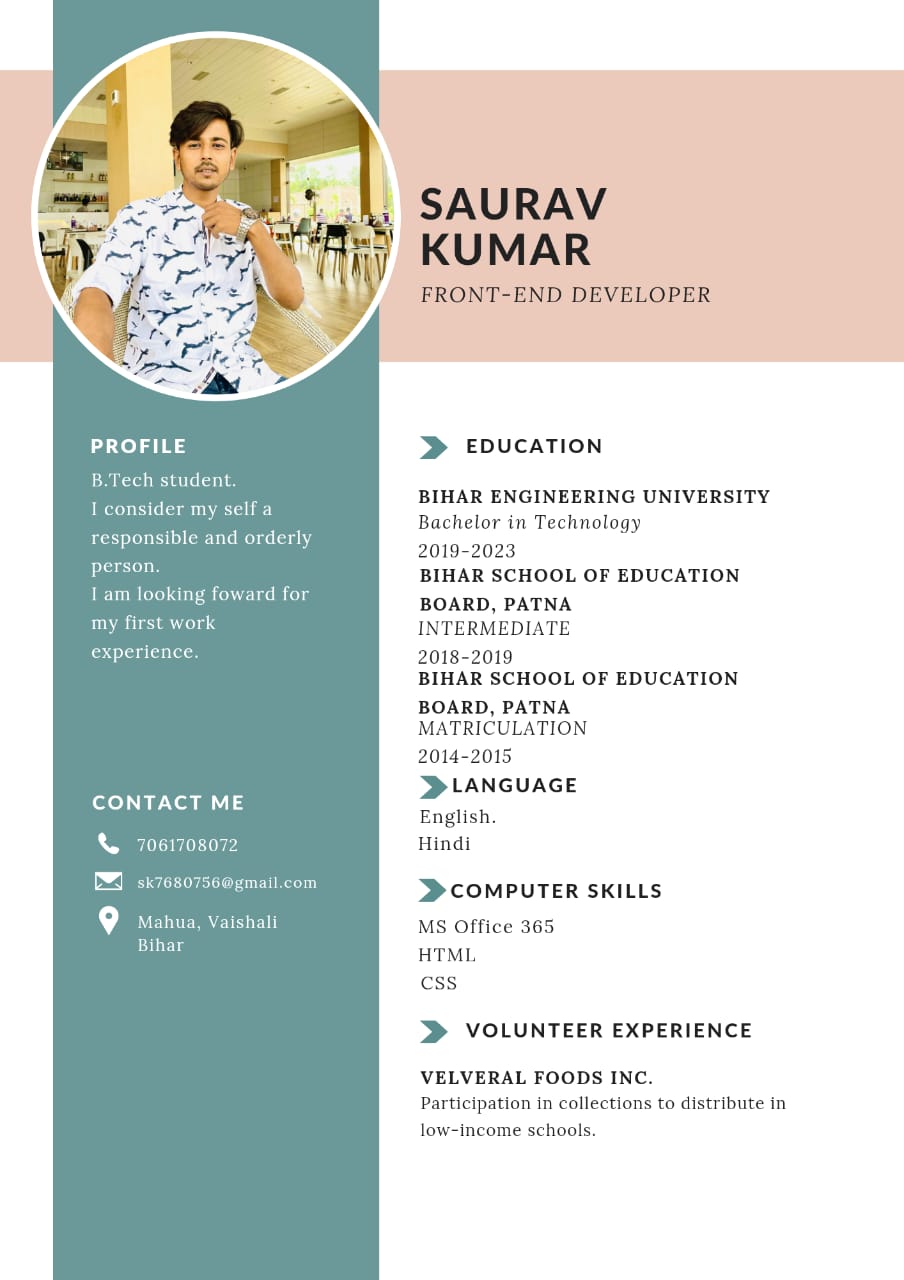 SAURAV
KUMAR
FRONT-END DEVELOPER
PROFILE
B.Tech student.
I consider my self a
responsible and orderly
person.
I am looking foward for
my first work
experience.
CONTACT ME
7061708072
sk7680756@gmail.com
Mahua, Vaishali
Bihar
EDUCATION
BIHAR ENGINEERING UNIVERSITY
Bachelor in Technology
2019-2023
BIHAR SCHOOL OF EDUCATION
BOARD, PATNA
INTERMEDIATE
2018-2019
BIHAR SCHOOL OF EDUCATION
BOARD, PATNA
MATRICULATION
2014-2015
LANGUAGE
English.
Hindi
COMPUTER SKILLS
MS Office 365
HTML
CSS
VOLUNTEER EXPERIENCE
VELVERAL FOODS INC.
Participation in collections to distribute in
low-income schools.